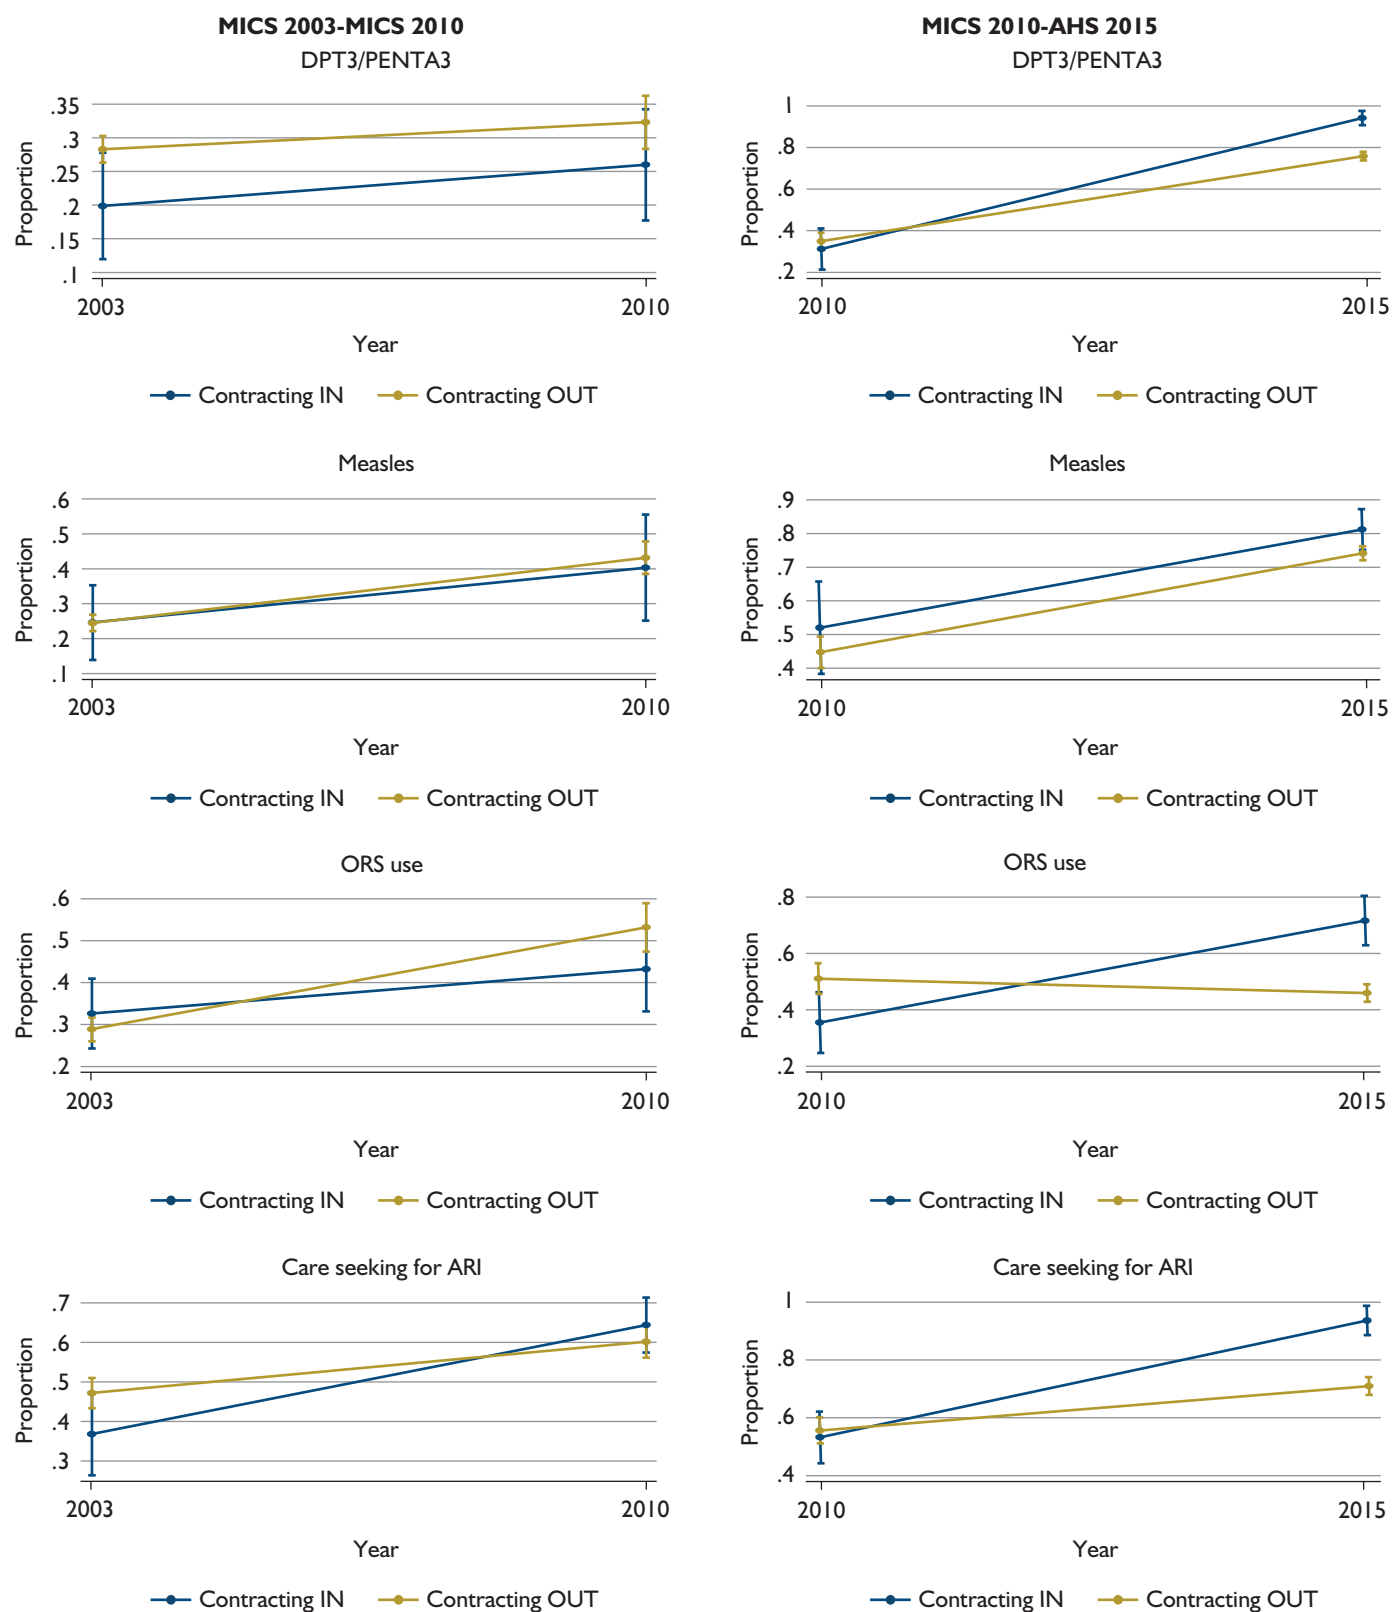 MICS 2003-MICS 2010
DPT3/PENTA3
Proportion
.35
.3
.25
.2
.15
.1
2003 2010
Year
Contracting IN Contracting OUT
MICS 2010-AHS 2015
DPT3/PENTA3
Proportion
1
.8
.6
.4
.2
2010 2015
Year
Contracting IN Contracting OUT
Measles
Proportion
.6
.5
.4
.3
.2
.1
2003 2010
Year
Contracting IN Contracting OUT
Measles
Proportion
.9
.8
.7
.6
.5
.4
2010 2015
Year
Contracting IN Contracting OUT
ORS use
Proportion
.6
.5
.4
.3
.2
2003 2010
Year
Contracting IN Contracting OUT
ORS use
Proportion
.8
.6
.4
.2
2010 2015
Year
Contracting IN Contracting OUT
Care seeking for ARI
Proportion
.7
.6
.5
.4
.3
2003 2010
Year
Contracting IN Contracting OUT
Care seeking for ARI
Proportion
1
.8
.6
.4
2010 2015
Year
Contracting IN Contracting OUT